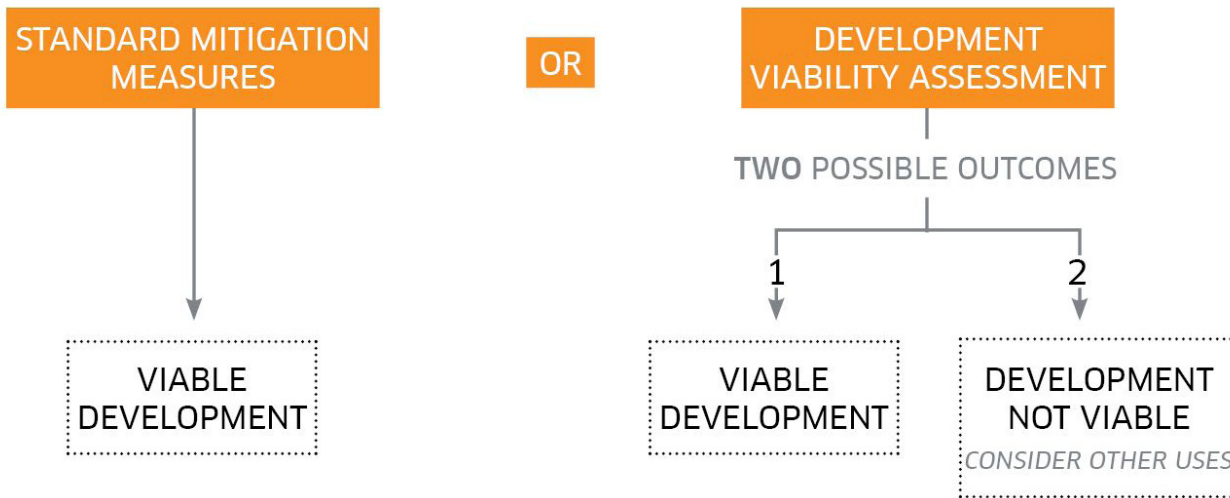 STANDARD MITIGATION
MEASURES
OR
DEVELOPMENT
VIABILITY ASSESSMENT
TWO POSSIBLE OUTCOMES
1
2
VIABLE
DEVELOPMENT
VIABLE
DEVELOPMENT
DEVELOPMENT
NOT VIABLE
CONSIDER OTHER USES